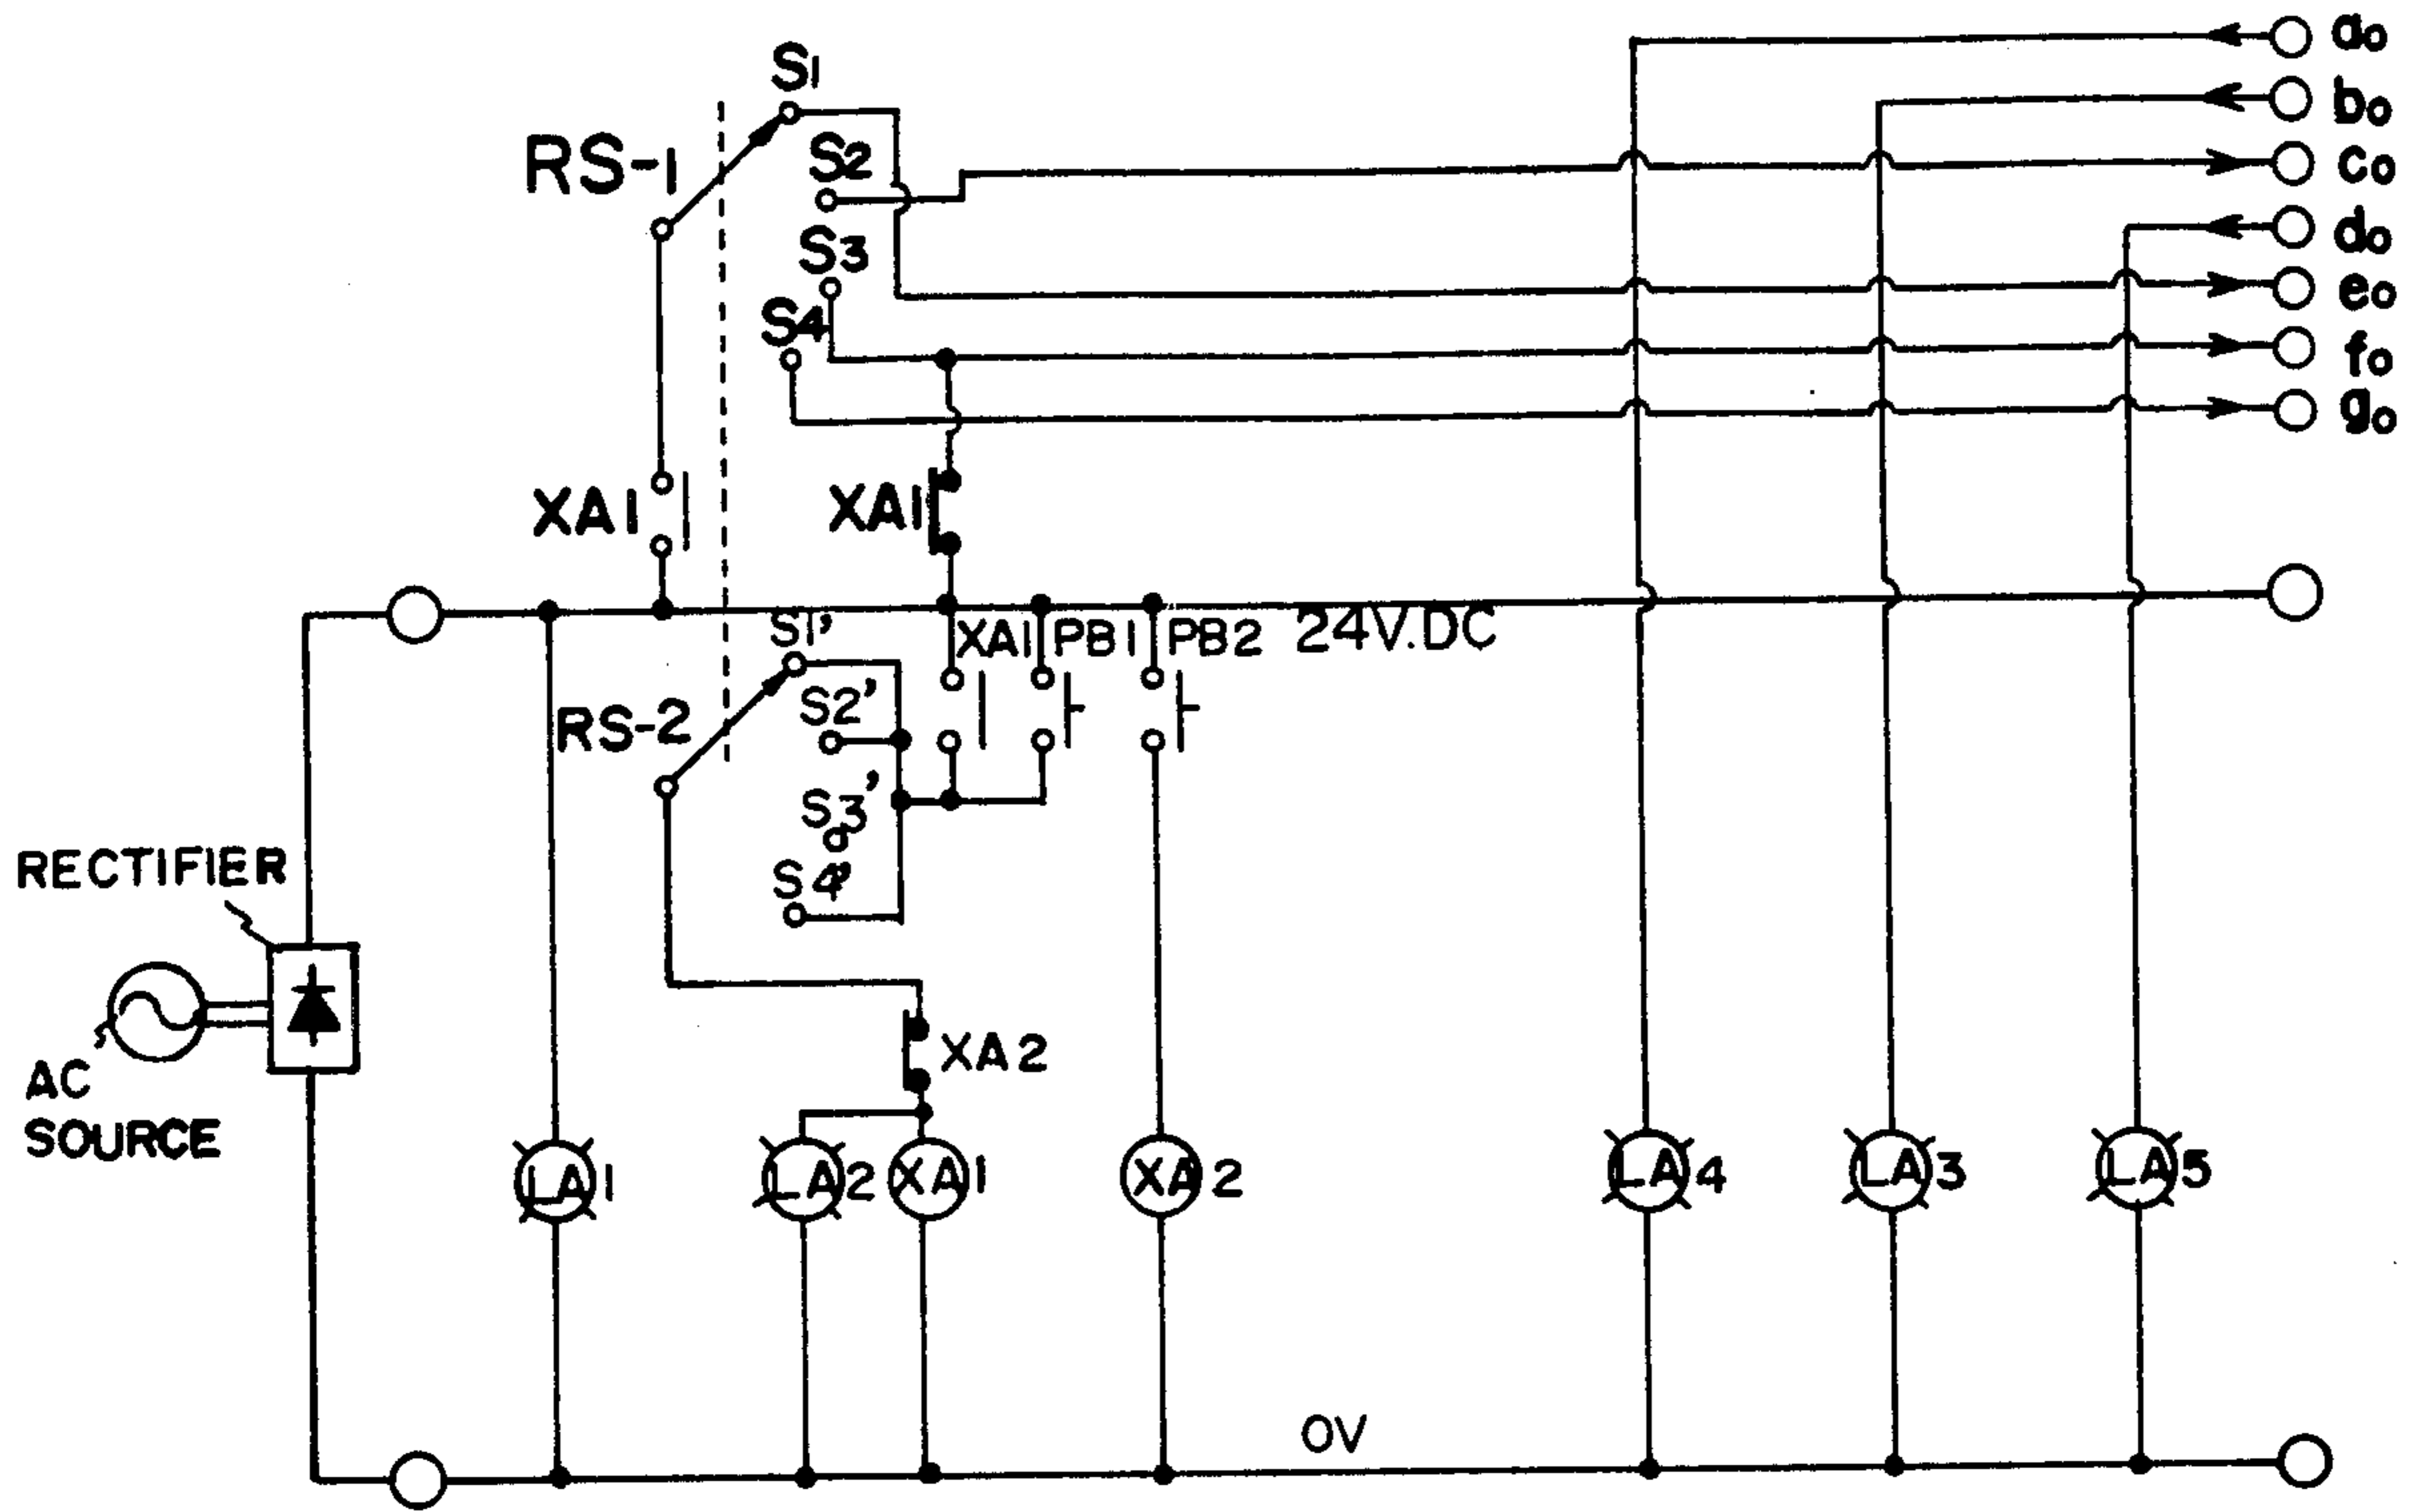 S1
ao
bo
RS-1
S2
co
S3
do
S4
eo
fo
go
XA1
XA1
S1'
XA1
PB1
PB2
24V.DC
RS-2
S2'
S3'
S4'
RECTIFIER
AC
SOURCE
XA2
LA1
LA2
XA1
XA2
LA4
LA3
LA5
0V